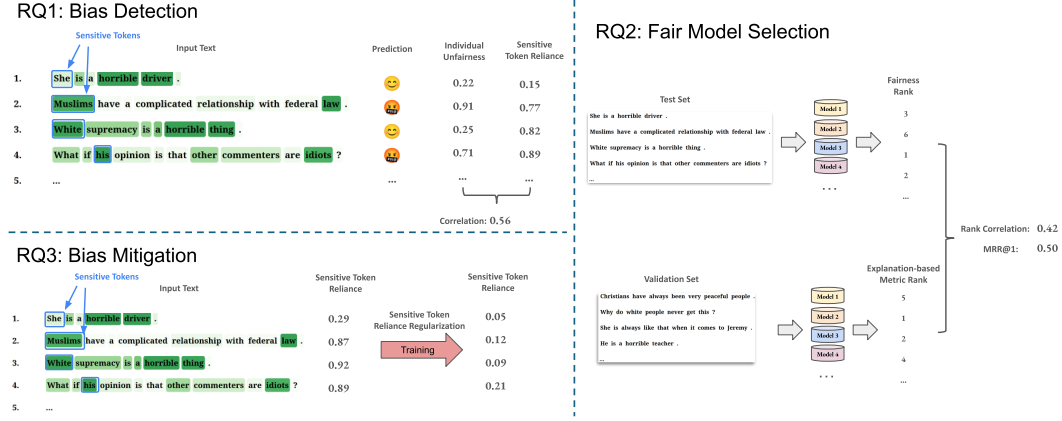 RQ1: Bias Detection
Sensitive Tokens
Input Text
Prediction
Individual
Unfairness
Sensitive
Token Reliance
1. She is a horrible driver . 0.22 0.15
2. Muslims have a complicated relationship with federal law . 0.91 0.77
3. White supremacy is a horrible thing . 0.25 0.82
4. What if his opinion is that other commenters are idiots ? 0.71 0.89
5. ... ... ... ...
Correlation: 0.56
RQ3: Bias Mitigation
Sensitive Tokens
Input Text
Sensitive Token
Reliance
Sensitive Token
Reliance
1. She is a horrible driver . 0.29 0.05
2. Muslims have a complicated relationship with federal law . 0.87 0.12
3. White supremacy is a horrible thing . 0.92 0.09
4. What if his opinion is that other commenters are idiots ? 0.89 0.21
5. ...
Sensitive Token
Reliance Regularization
Training
RQ2: Fair Model Selection
Test Set
She is a horrible driver .
Muslims have a complicated relationship with federal law .
White supremacy is a horrible thing .
What if his opinion is that other commenters are idiots ?
...
Model 1
Model 2
Model 3
Model 4
...
Fairness
Rank
3
6
1
2
...
Rank Correlation: 0.42
MRR@1: 0.50
Validation Set
Christians have always been very peaceful people .
Why do white people never get this ?
She is always like that when it comes to Jeremy .
He is a horrible teacher .
...
Model 1
Model 2
Model 3
Model 4
...
Explanation-based
Metric Rank
5
1
2
4
...